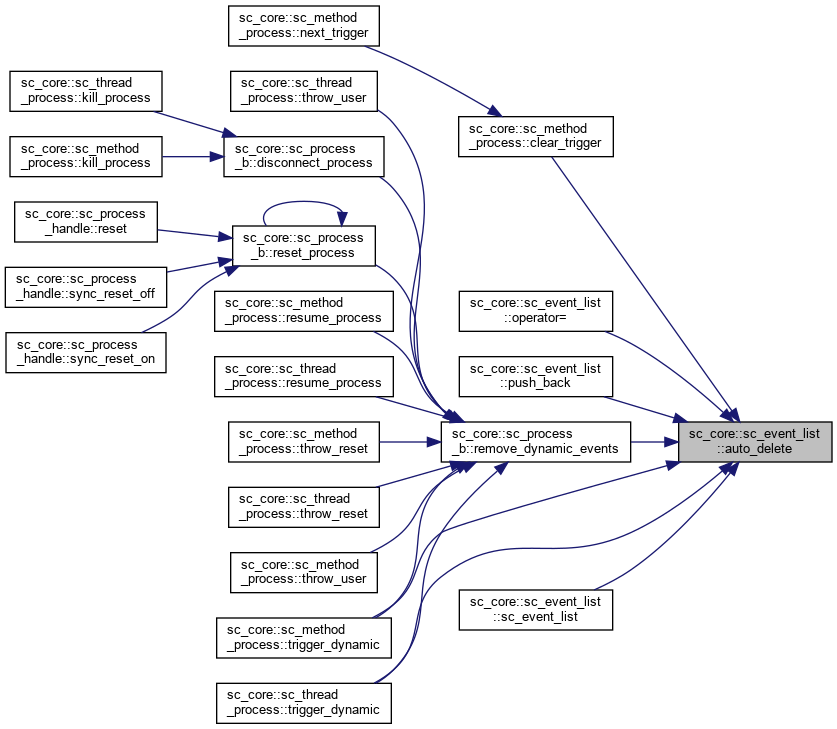 sc_core::sc_method
_process::next_trigger
sc_core::sc_thread
_process::kill_process
sc_core::sc_thread
_process::throw_user
sc_core::sc_method
_process::clear_trigger
sc_core::sc_method
_process::kill_process
sc_core::sc_process
_b::disconnect_process
sc_core::sc_process
_handle::reset
sc_core::sc_process
_b::reset_process
sc_core::sc_process
_handle::sync_reset_off
sc_core::sc_method
_process::resume_process
sc_core::sc_event_list
::operator=
sc_core::sc_process
_handle::sync_reset_on
sc_core::sc_thread
_process::resume_process
sc_core::sc_event_list
::push_back
sc_core::sc_method
_process::throw_reset
sc_core::sc_process
_b::remove_dynamic_events
sc_core::sc_event_list
::auto_delete
sc_core::sc_thread
_process::throw_reset
sc_core::sc_method
_process::throw_user
sc_core::sc_event_list
::sc_event_list
sc_core::sc_method
_process::trigger_dynamic
sc_core::sc_thread
_process::trigger_dynamic